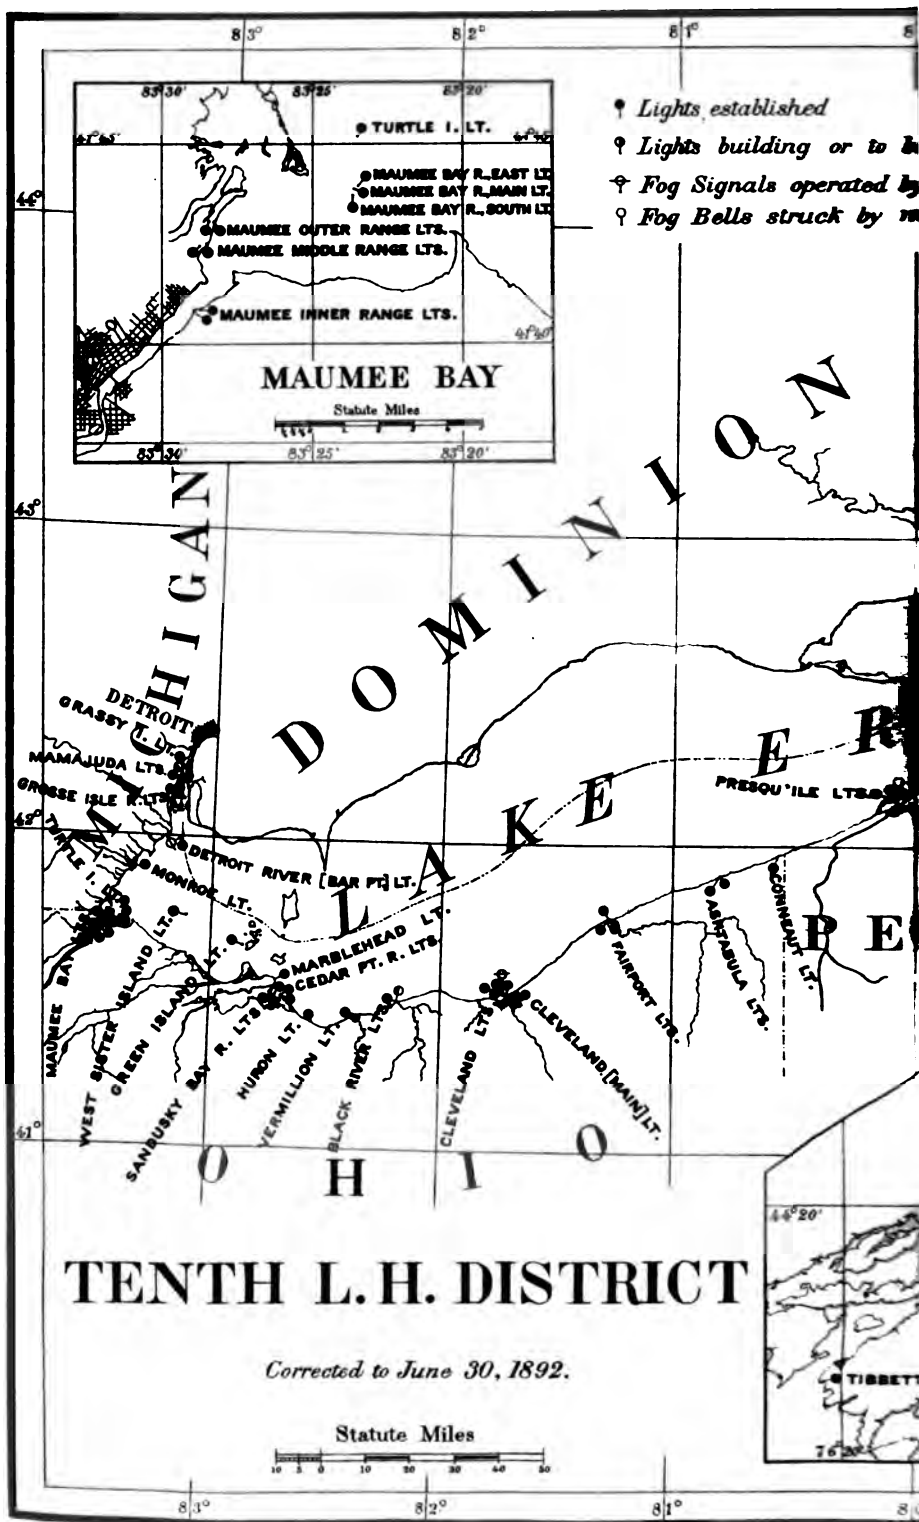 83°
82°
81°
83°30'
83°25'
83°20'
TURTLE I. LT.
MAUMEE BAY R., EAST LT.
MAUMEE BAY R., MAIN LT.
MAUMEE BAY R., SOUTH LT.
MAUMEE OUTER RANGE LTS.
MAUMEE MIDDLE RANGE LTS.
MAUMEE INNER RANGE LTS.
41°40'
MAUMEE BAY
Statute Miles
83°30'
83°25'
83°20'
Lights established
Lights building or to
Fog Signals operated
Fog Bells struck by
44°
43°
42°
41°
MICHIGAN
DOMINION
LAKE ER
DETROIT
GRASSY I. LT.
MAMAJUDA LTS.
GROSSE ISLE R. LTS.
TURTLE I. LT.
DETROIT RIVER [BAR PT.] LT.
MONROE LT.
MARBLEHEAD LT.
CEDAR PT. R. LTS.
MAUMEE BAY
WEST SISTER ISLAND LT.
GREEN ISLAND LT.
SANDUSKY BAY R. LTS.
HURON LT.
VERMILLION LT.
BLACK RIVER LTS.
CLEVELAND LTS.
CLEVELAND [MAIN] LT.
FAIRPORT LTS.
ASHTABULA LTS.
CONNEAUT LT.
PRESQU'ILE LTS.
PE
OHIO
TENTH L.H. DISTRICT
Corrected to June 30, 1892.
Statute Miles
10 5 0 10 20 30 40 50
44°20'
TIBBETT
76°20'
83°
82°
81°